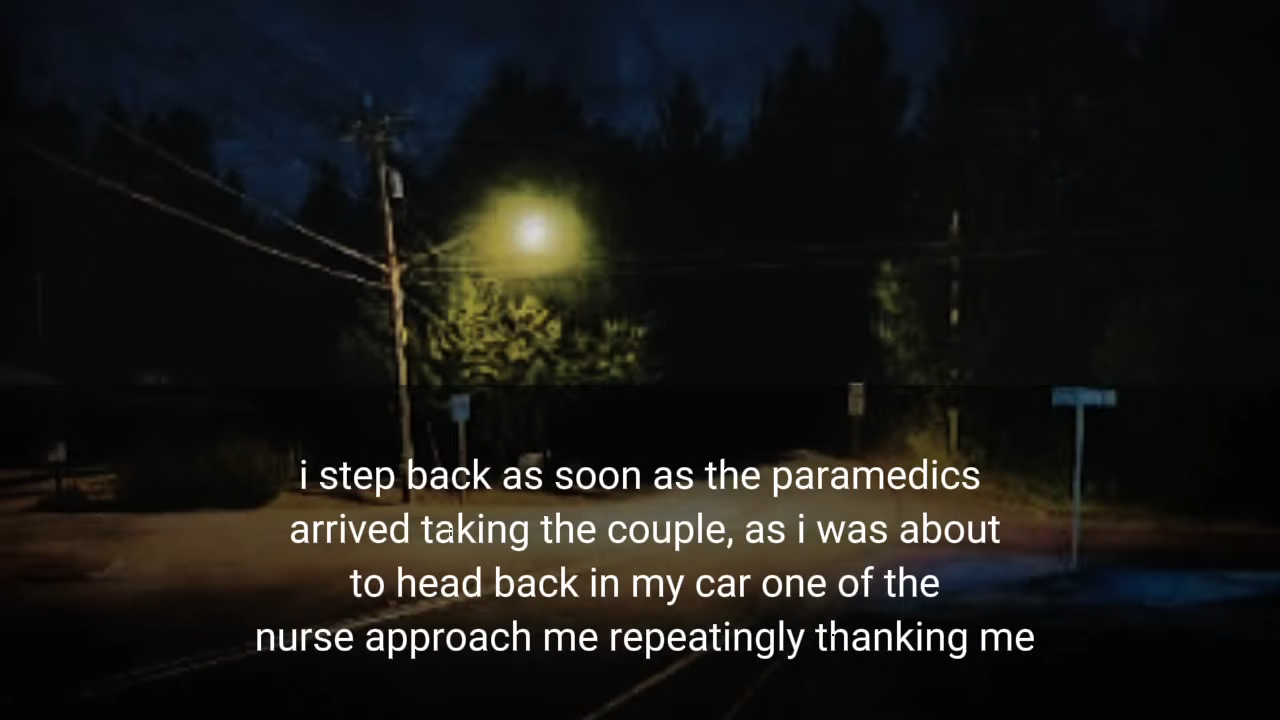 i step back as soon as the paramedics
arrived taking the couple, as i was about
to head back in my car one of the
nurse approach me repeatingly thanking me